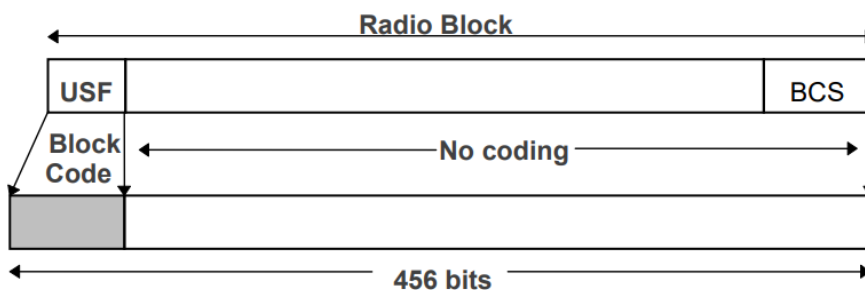 Radio Block
USF
BCS
Block
Code
No coding
456 bits